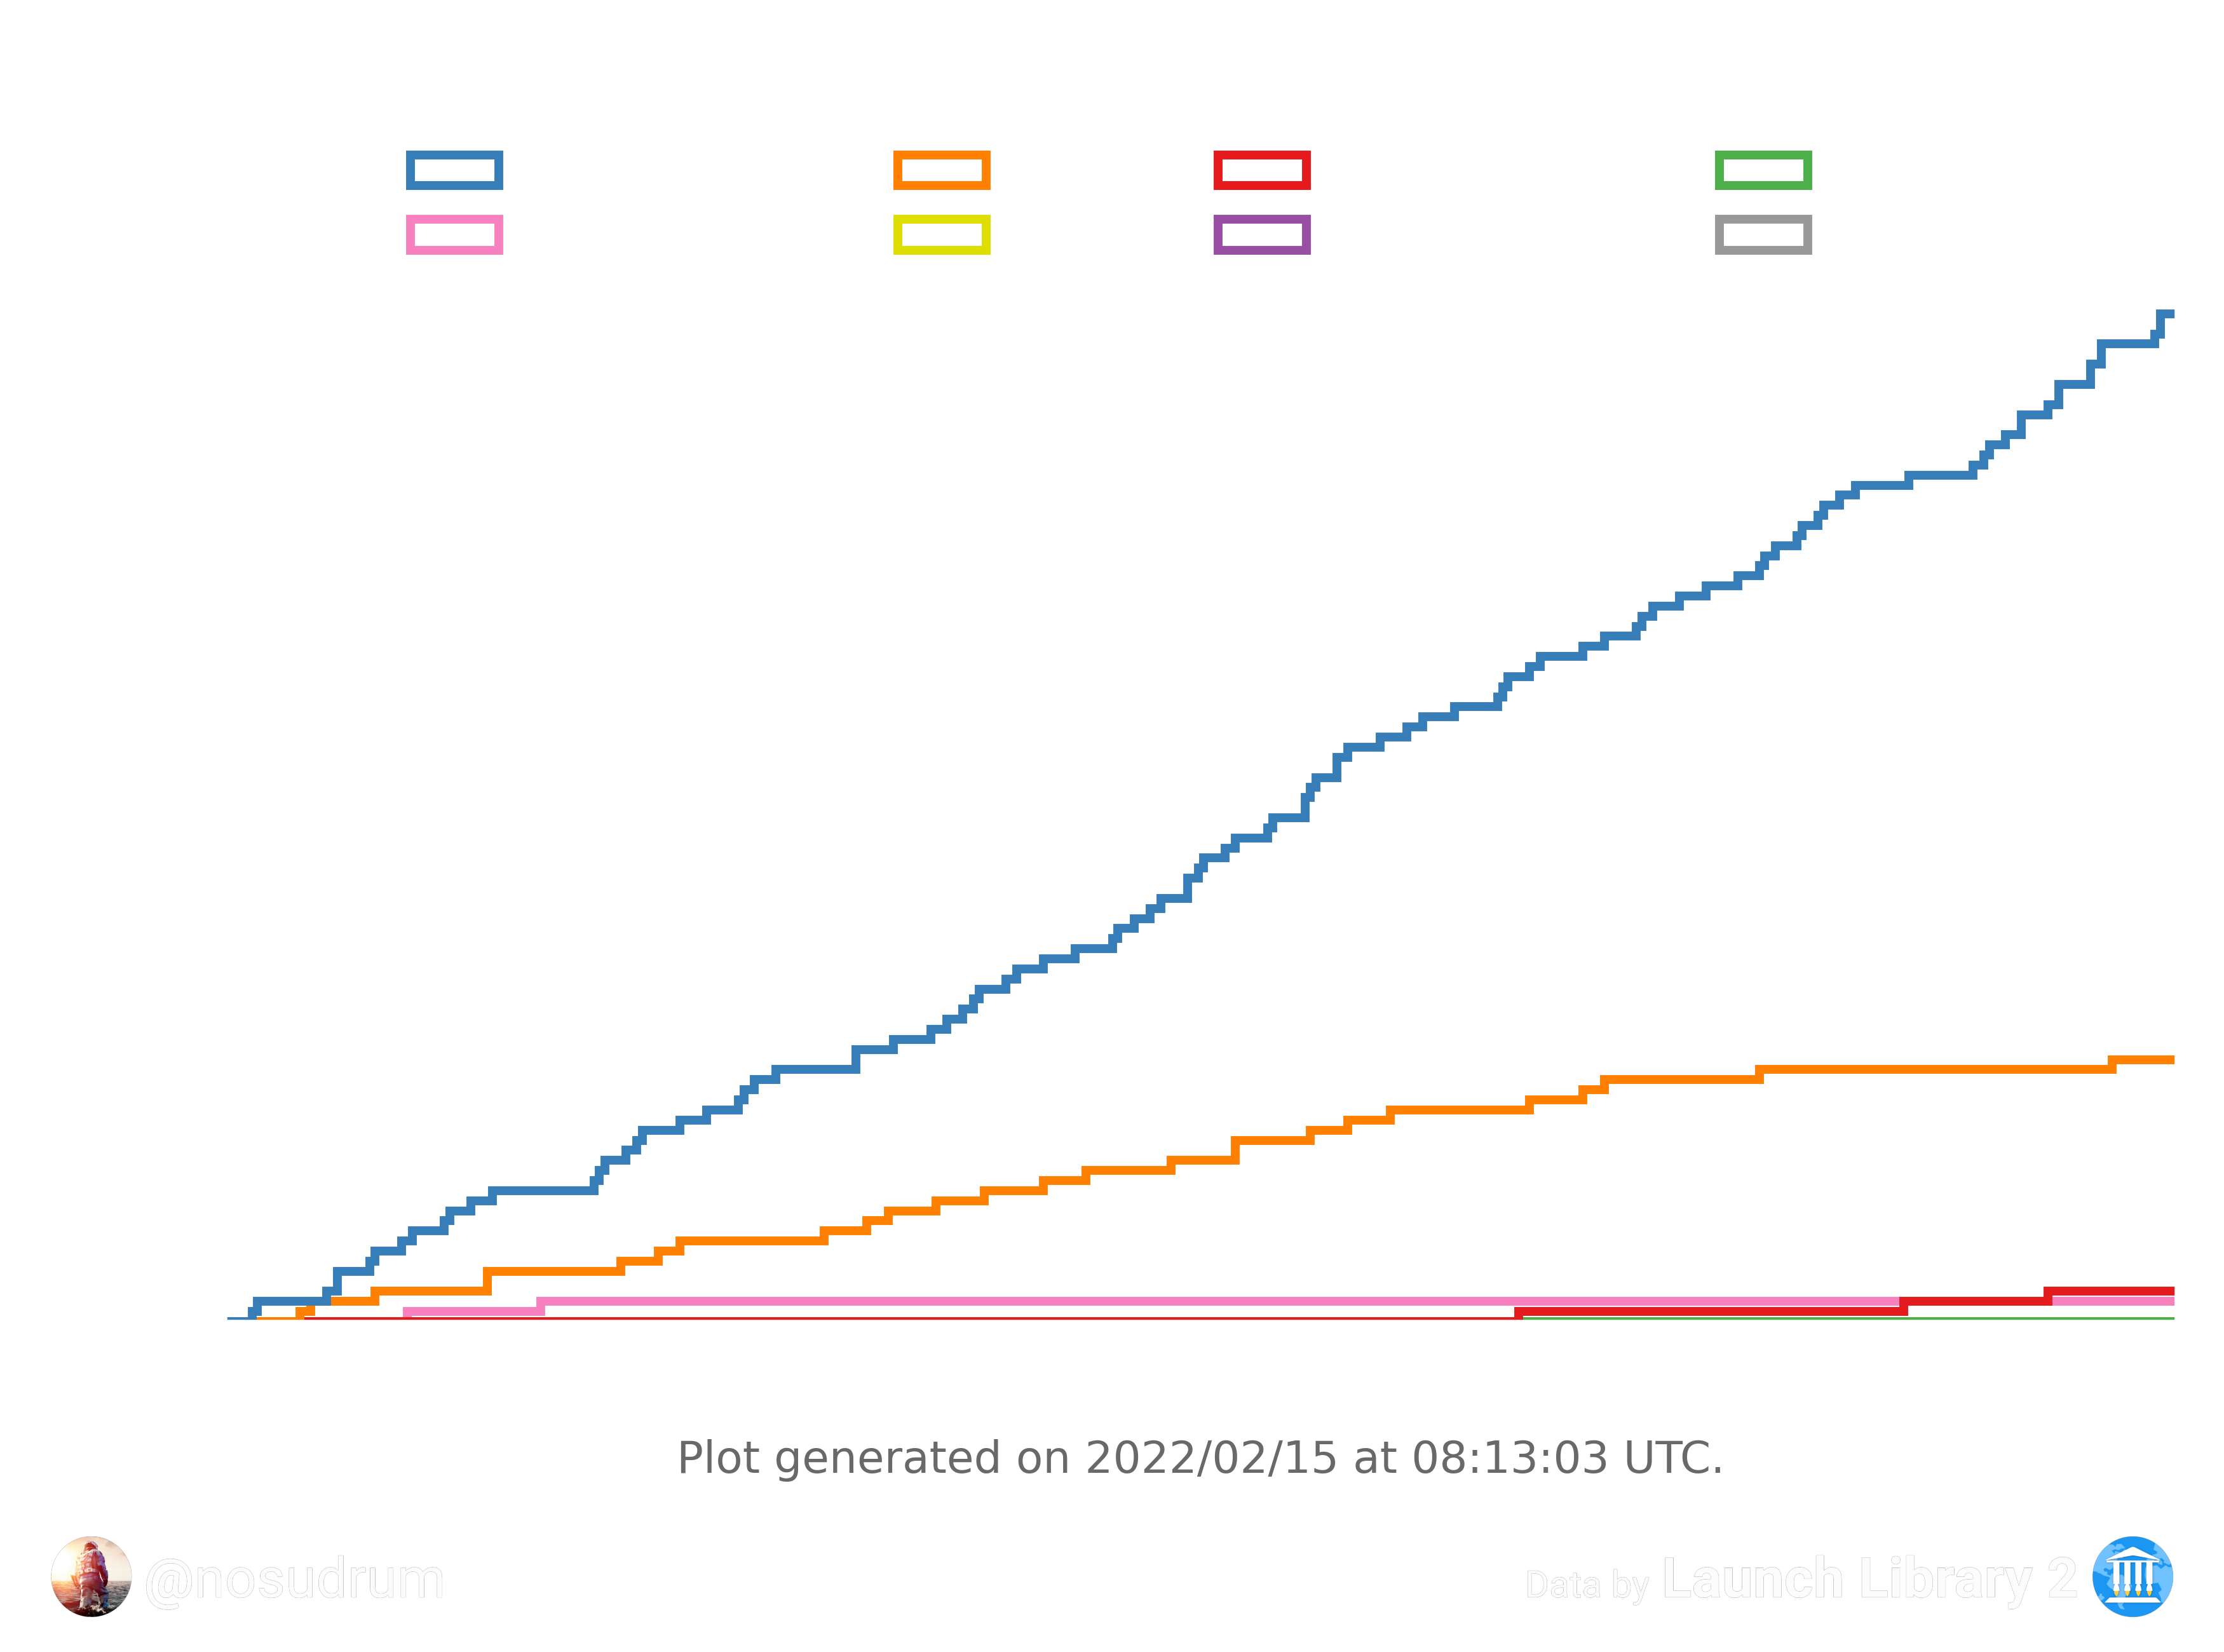 Plot generated on 2022/02/15 at 08:13:03 UTC.
@nosudrum
Data by Launch Library 2